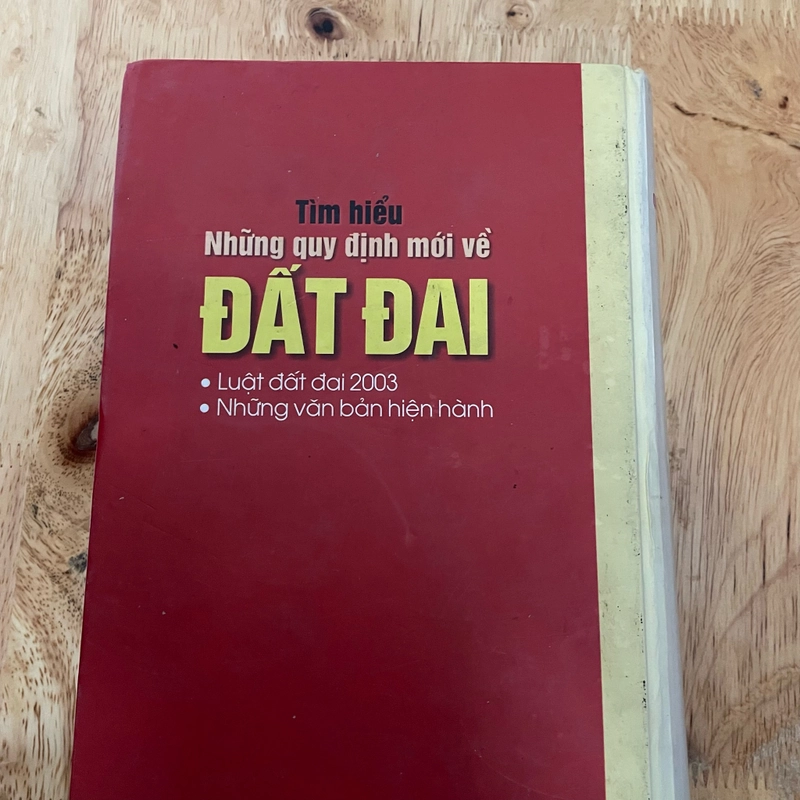 Tìm hiểu
Những quy định mới về
ĐẤT ĐAI
• Luật đất đai 2003
• Những văn bản hiện hành